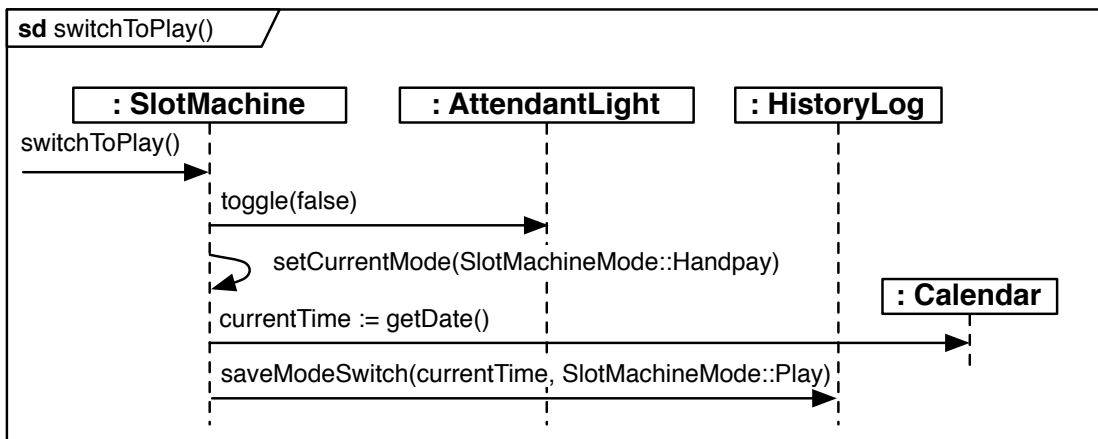 sd switchToPlay()
: SlotMachine
: AttendantLight
: HistoryLog
switchToPlay()
toggle(false)
setCurrentMode(SlotMachineMode::Handpay)
: Calendar
currentTime := getDate()
saveModeSwitch(currentTime, SlotMachineMode::Play)